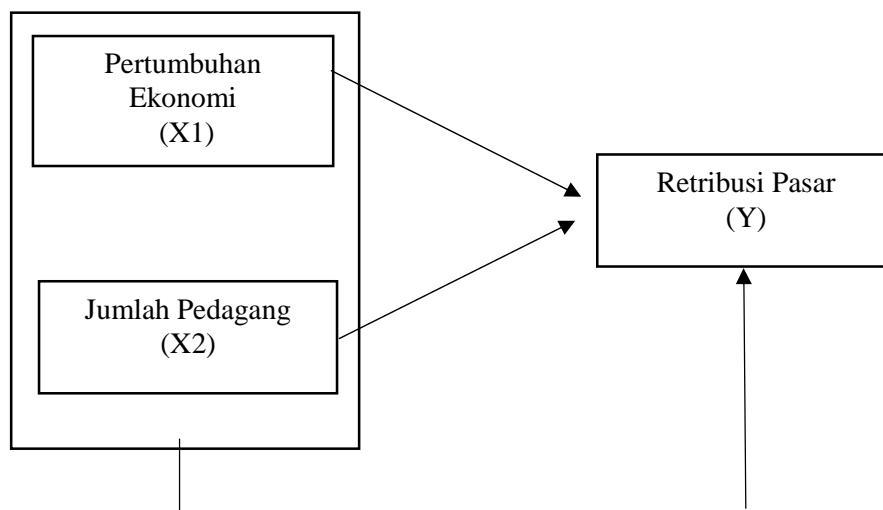 Pertumbuhan
Ekonomi
(X1)
Retribusi Pasar
(Y)
Jumlah Pedagang
(X2)